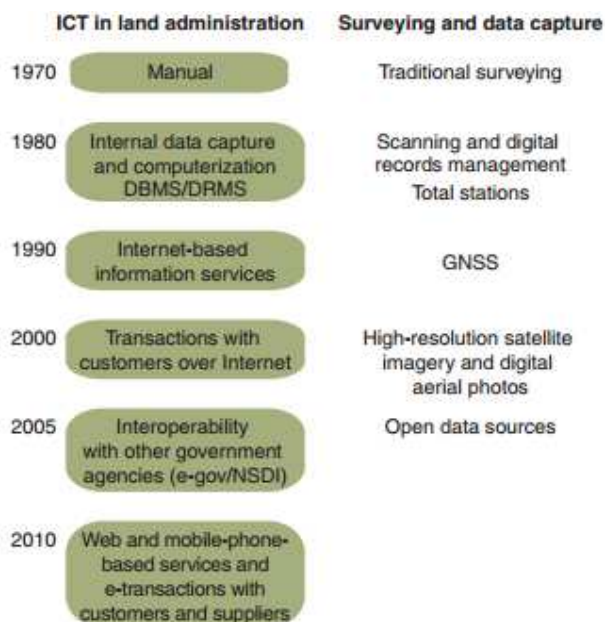 ICT in land administration Surveying and data capture
1970 Manual Traditional surveying
1980 Internal data capture
and computerization
DBMS/DRMS
Scanning and digital
records management
Total stations
1990 Internet-based
information services
GNSS
2000 Transactions with
customers over Internet
High-resolution satellite
imagery and digital
aerial photos
2005 Interoperability
with other government
agencies (e-gov/NSDI)
Open data sources
2010 Web and mobile-phone-
based services and
e-transactions with
customers and suppliers